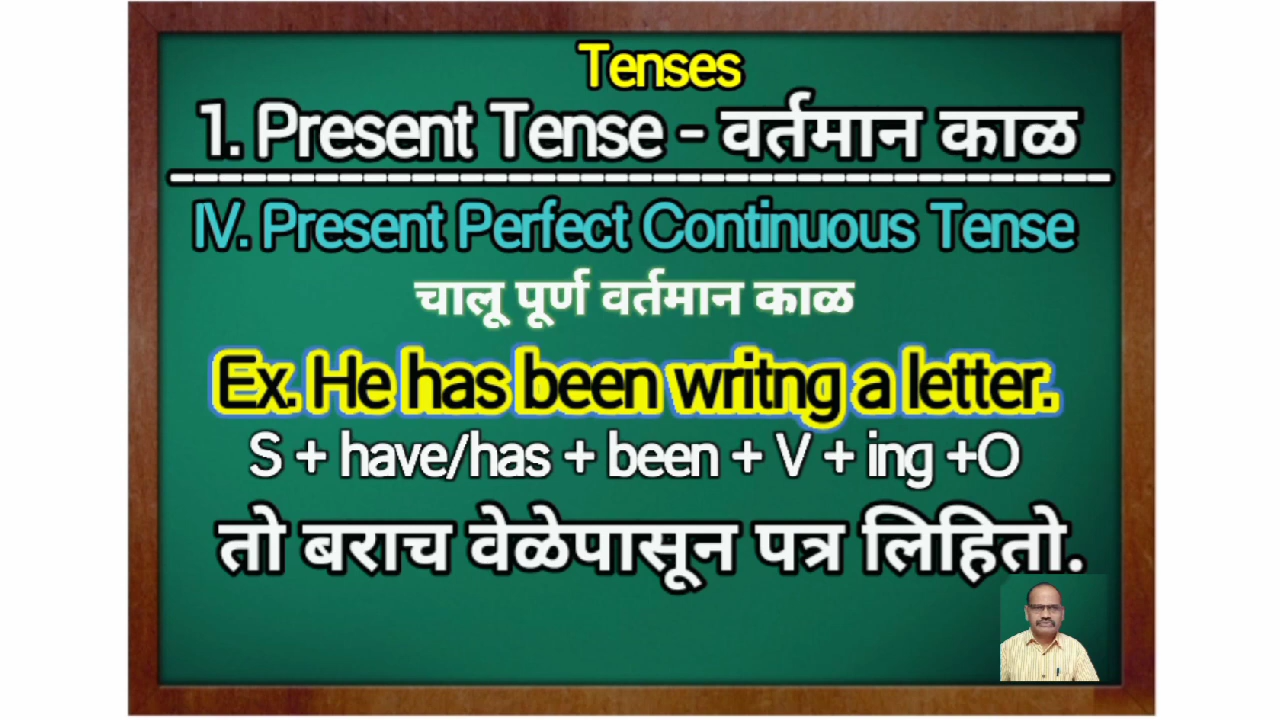 Tenses
1. Present Tense - वर्तमान काळ
IV. Present Perfect Continuous Tense
चालू पूर्ण वर्तमान काळ
Ex. He has been writng a letter.
S + have/has + been + V + ing +O
तो बराच वेळेपासून पत्र लिहितो.